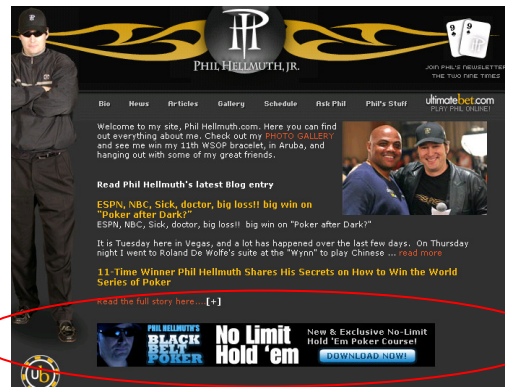 PHIL HELLMUTH, JR.
9 9
JOIN PHIL'S NEWSLETTER
THE TWO NINE TIMES
Bio News Articles Gallery Schedule Ask Phil Phil's Stuff
ultimatebet.com
PLAY PHIL ONLINE!
Welcome to my site, Phil Hellmuth.com. Here you can find
out everything about me. Check out my PHOTO GALLERY
and see me win my 11th WSOP bracelet, in Aruba, and
hanging out with some of my great friends.
Read Phil Hellmuth's latest Blog entry
ESPN, NBC, Sick, doctor, big loss!! big win on
"Poker after Dark?"
ESPN, NBC, Sick, doctor, big loss!! big win on "Poker after Dark?"
It is Tuesday here in Vegas, and a lot has happened over the last few days. On Thursday
night I went to Roland De Wolfe's suite at the "Wynn" to play Chinese ... read more
11-Time Winner Phil Hellmuth Shares His Secrets on How to Win the World
Series of Poker
Read the full story here....[+]
PHIL HELLMUTH'S
BLACK
BELT
POKER
No Limit
Hold 'em
New & Exclusive No-Limit
Hold 'Em Poker Course!
DOWNLOAD NOW!
ub